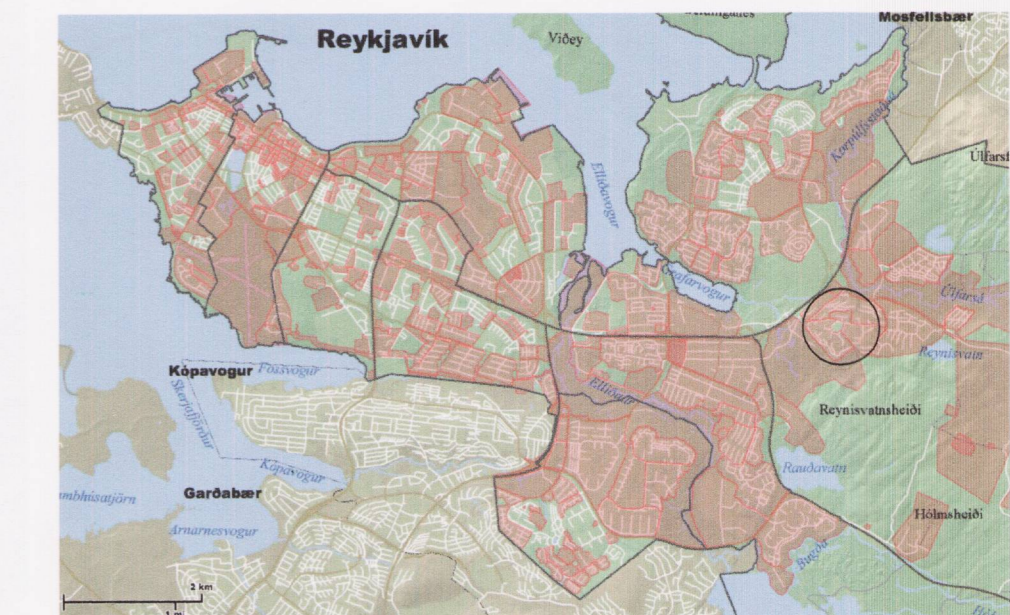 Mosfellsbær
Reykjavík
Viðey
Úlfarsf
Elliðavogur
Grafarvogur
Úlfarsá
Reynisvatn
Kópavogur
Fossvogur
Skerjafjörður
Elliðaár
Reynisvatnsheiði
Kópavogur
Rauðavatn
Garðabær
Hólmsheiði
Arnarnesvogur
Bugða
2 km